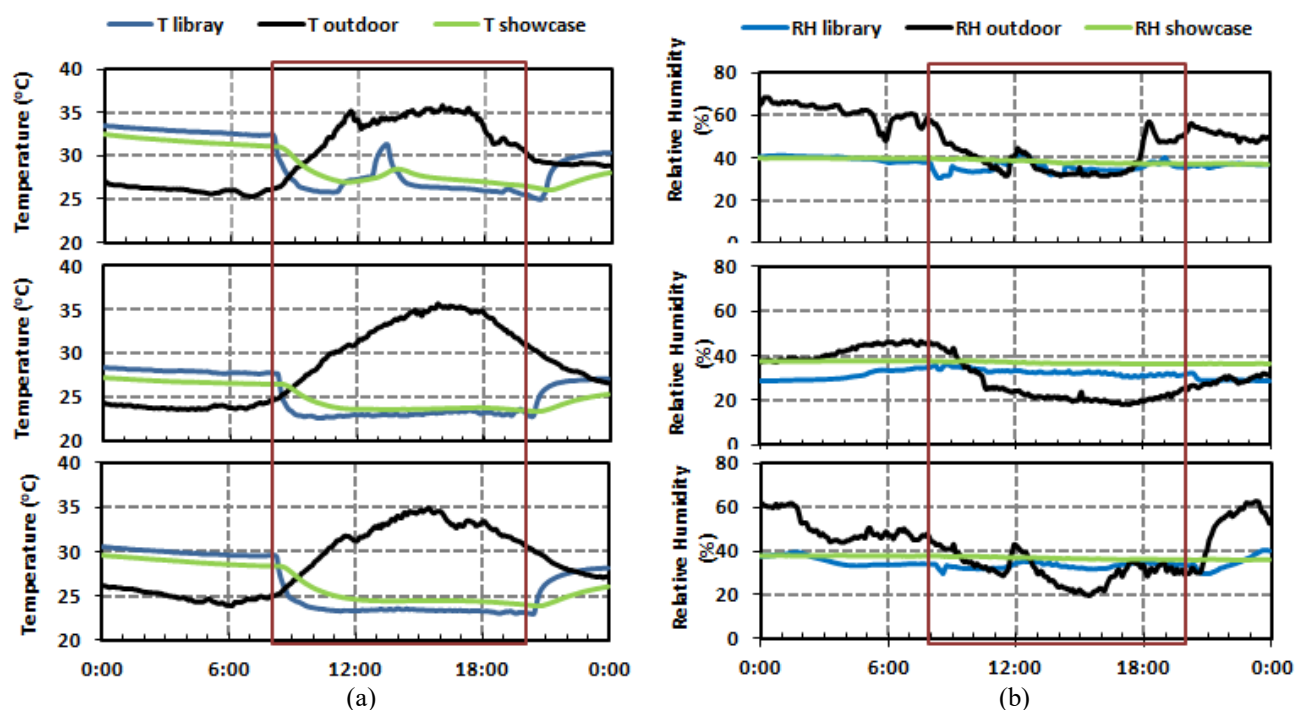 T libray T outdoor T showcase
RH library RH outdoor RH showcase
Temperature (°C)
40
35
30
25
20
Relative Humidity
(%)
80
60
40
20
0
Temperature (°C)
40
35
30
25
20
Relative Humidity
(%)
80
60
40
20
0
Temperature (°C)
40
35
30
25
20
0:00 6:00 12:00 18:00 0:00
(a)
Relative Humidity
(%)
80
60
40
20
0
0:00 6:00 12:00 18:00 0:00
(b)